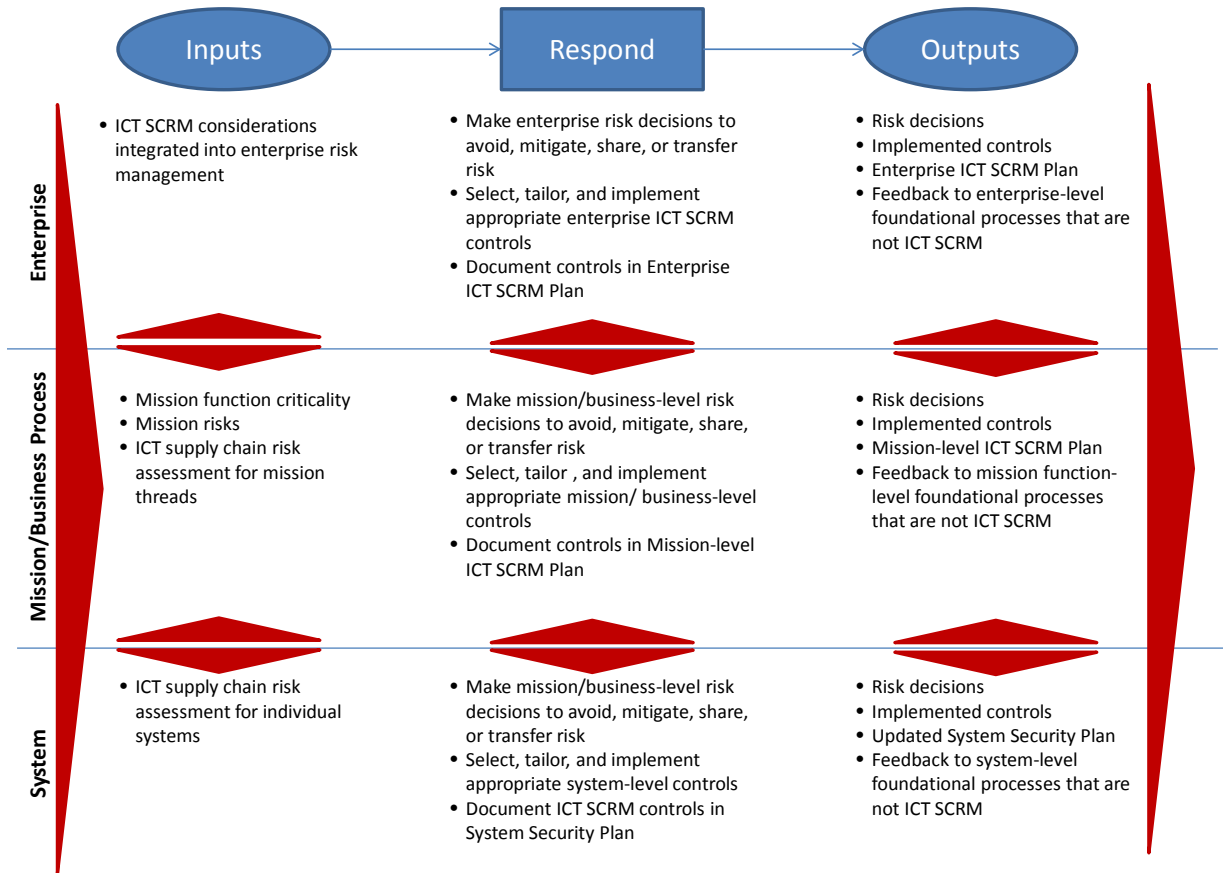 Inputs
Respond
Outputs
Enterprise
• ICT SCRM considerations
integrated into enterprise risk
management
• Make enterprise risk decisions to
avoid, mitigate, share, or transfer
risk
• Select, tailor, and implement
appropriate enterprise ICT SCRM
controls
• Document controls in Enterprise
ICT SCRM Plan
• Risk decisions
• Implemented controls
• Enterprise ICT SCRM Plan
• Feedback to enterprise-level
foundational processes that are
not ICT SCRM
Mission/Business Process
• Mission function criticality
• Mission risks
• ICT supply chain risk
assessment for mission
threads
• Make mission/business-level risk
decisions to avoid, mitigate, share,
or transfer risk
• Select, tailor , and implement
appropriate mission/ business-level
controls
• Document controls in Mission-level
ICT SCRM Plan
• Risk decisions
• Implemented controls
• Mission-level ICT SCRM Plan
• Feedback to mission function-
level foundational processes
that are not ICT SCRM
System
• ICT supply chain risk
assessment for individual
systems
• Make mission/business-level risk
decisions to avoid, mitigate, share,
or transfer risk
• Select, tailor, and implement
appropriate system-level controls
• Document ICT SCRM controls in
System Security Plan
• Risk decisions
• Implemented controls
• Updated System Security Plan
• Feedback to system-level
foundational processes that are
not ICT SCRM